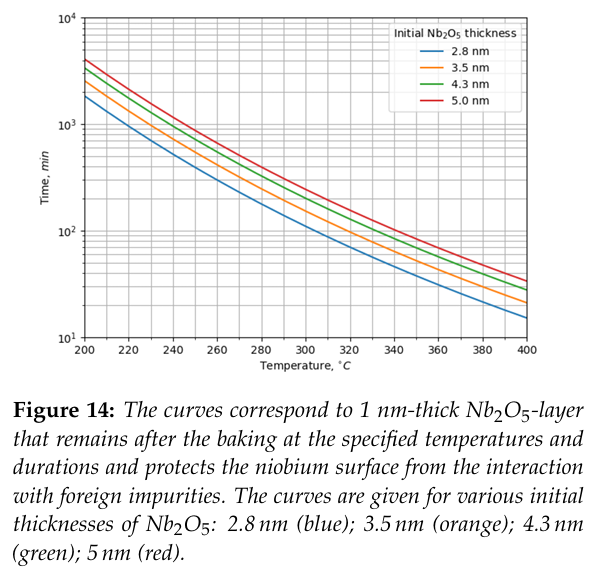 10^4
10^3
10^2
10^1
Time, min
Initial Nb₂O₅ thickness
2.8 nm
3.5 nm
4.3 nm
5.0 nm
200 220 240 260 280 300 320 340 360 380 400
Temperature, °C
Figure 14: The curves correspond to 1 nm-thick Nb₂O₅-layer
that remains after the baking at the specified temperatures and
durations and protects the niobium surface from the interaction
with foreign impurities. The curves are given for various initial
thicknesses of Nb₂O₅: 2.8 nm (blue); 3.5 nm (orange); 4.3 nm
(green); 5 nm (red).